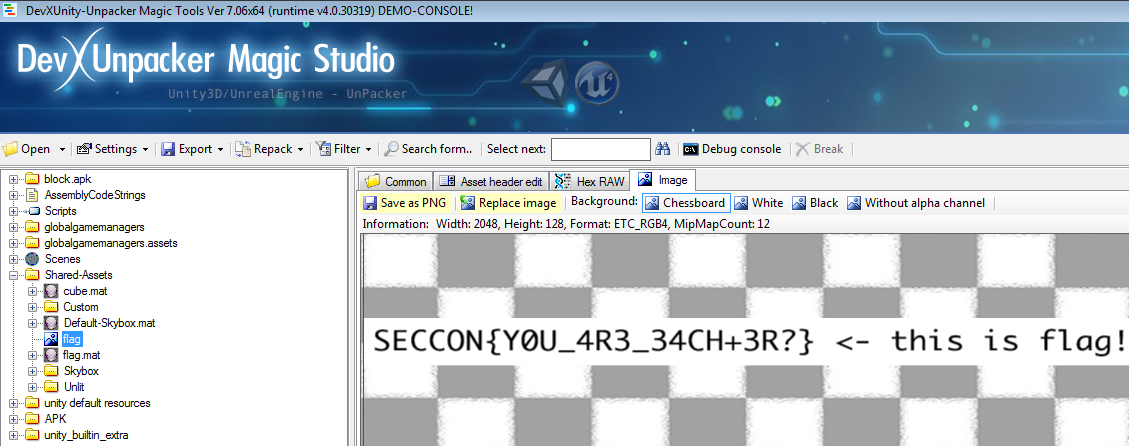 DevXUnity-Unpacker Magic Tools Ver 7.06x64 (runtime v4.0.30319) DEMO-CONSOLE!
DevXUnpacker Magic Studio
Unity3D/UnrealEngine - UnPacker
Open Settings Export Repack Filter Search form.. Select next: Debug console Break
block.apk
AssemblyCodeStrings
Scripts
globalgamemanagers
globalgamemanagers.assets
Scenes
Shared-Assets
cube.mat
Custom
Default-Skybox.mat
flag
flag.mat
Skybox
Unlit
unity default resources
APK
unity_builtin_extra
Common Asset header edit Hex RAW Image
Save as PNG Replace image Background: Chessboard White Black Without alpha channel
Information: Width: 2048, Height: 128, Format: ETC_RGB4, MipMapCount: 12
SECCON{Y0U_4R3_34CH+3R?} <- this is flag!